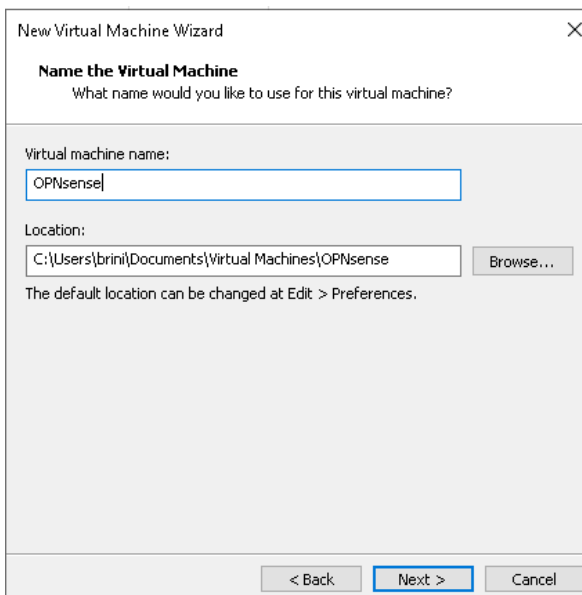 New Virtual Machine Wizard
Name the Virtual Machine
What name would you like to use for this virtual machine?
Virtual machine name:
OPNsense
Location:
C:\Users\brini\Documents\Virtual Machines\OPNsense
Browse...
The default location can be changed at Edit > Preferences.
< Back
Next >
Cancel